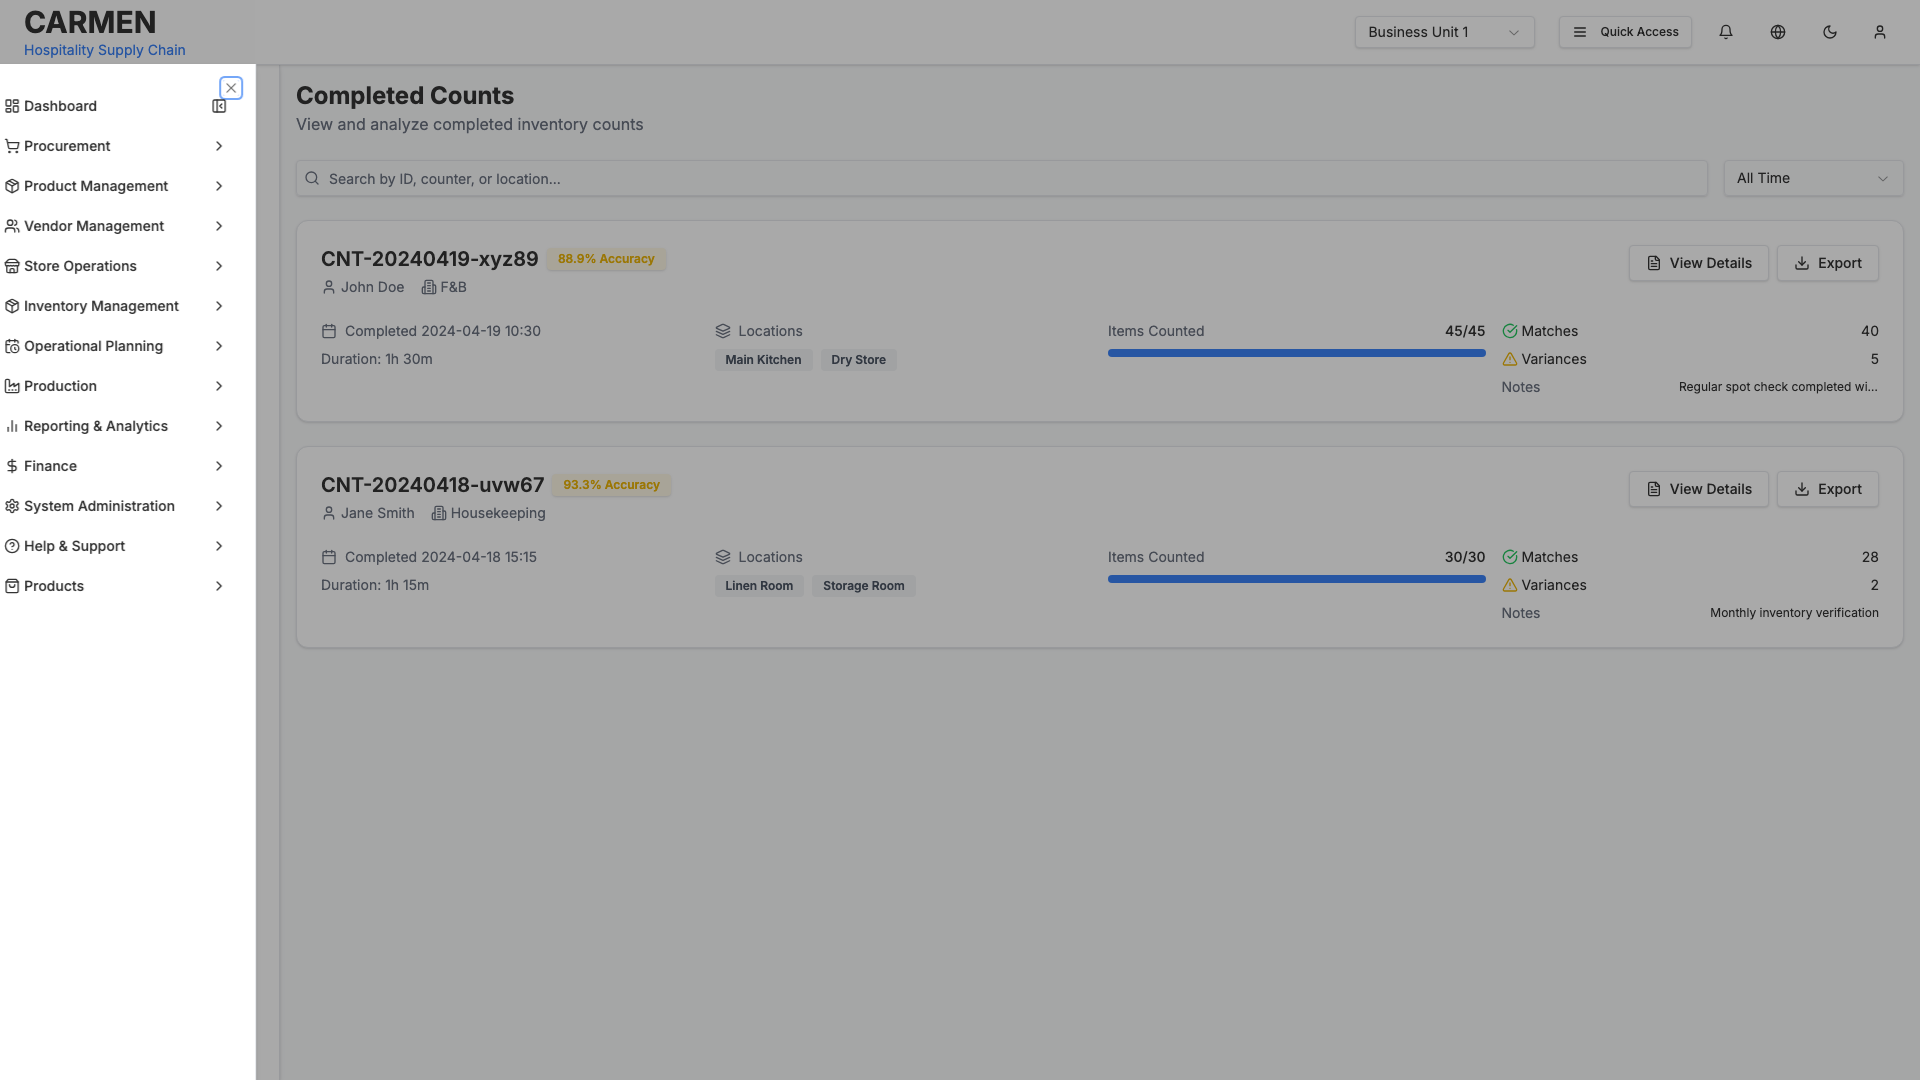 CARMEN
Hospitality Supply Chain
Business Unit 1
Quick Access
Dashboard
Procurement
Product Management
Vendor Management
Store Operations
Inventory Management
Operational Planning
Production
Reporting & Analytics
Finance
System Administration
Help & Support
Products
Completed Counts
View and analyze completed inventory counts
Search by ID, counter, or location...
All Time
CNT-20240419-xyz89 88.9% Accuracy
John Doe F&B
View Details Export
Completed 2024-04-19 10:30
Duration: 1h 30m
Locations
Main Kitchen Dry Store
Items Counted 45/45
Matches 40
Variances 5
Notes Regular spot check completed wi...
CNT-20240418-uvw67 93.3% Accuracy
Jane Smith Housekeeping
View Details Export
Completed 2024-04-18 15:15
Duration: 1h 15m
Locations
Linen Room Storage Room
Items Counted 30/30
Matches 28
Variances 2
Notes Monthly inventory verification